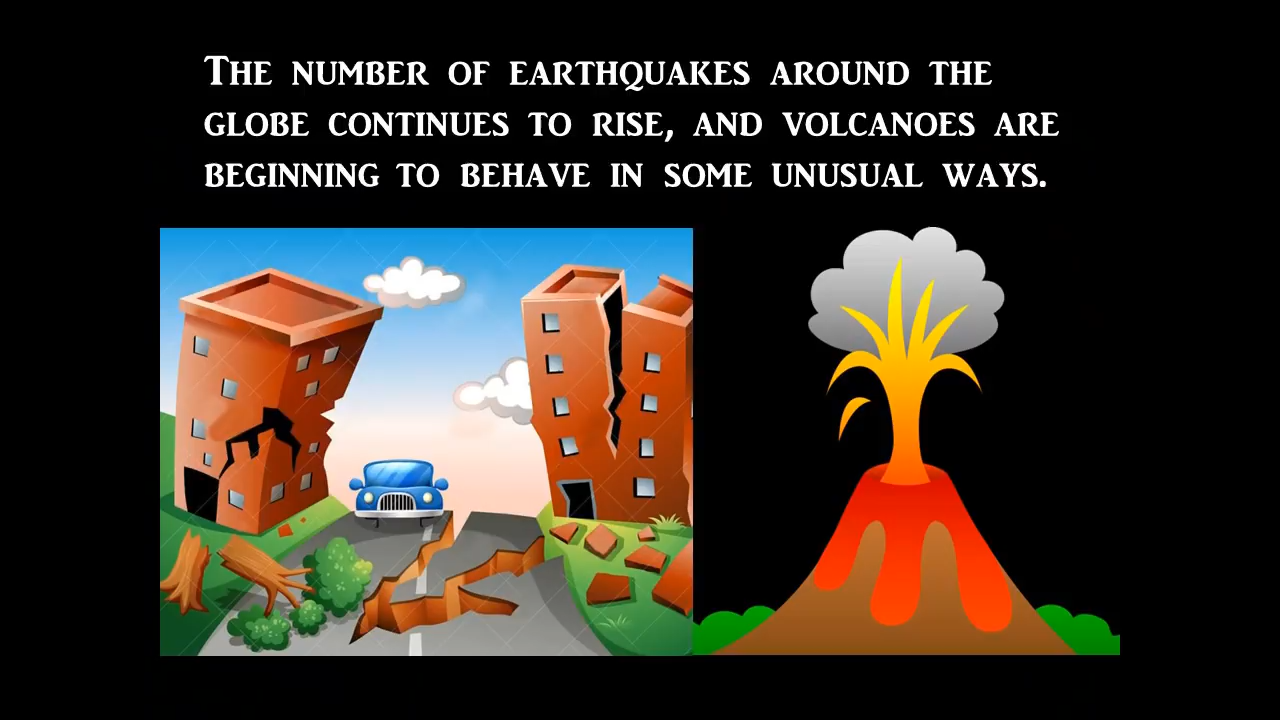 The number of earthquakes around the
globe continues to rise, and volcanoes are
beginning to behave in some unusual ways.